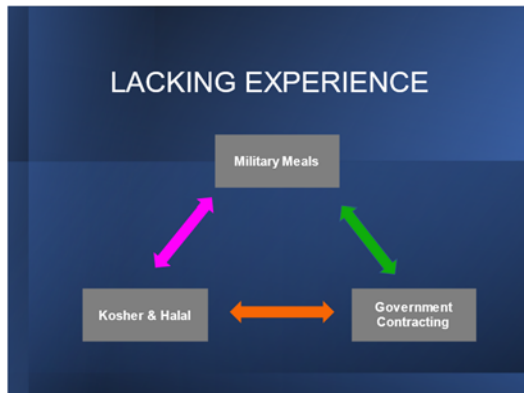 LACKING EXPERIENCE
Military Meals
Kosher & Halal
Government
Contracting